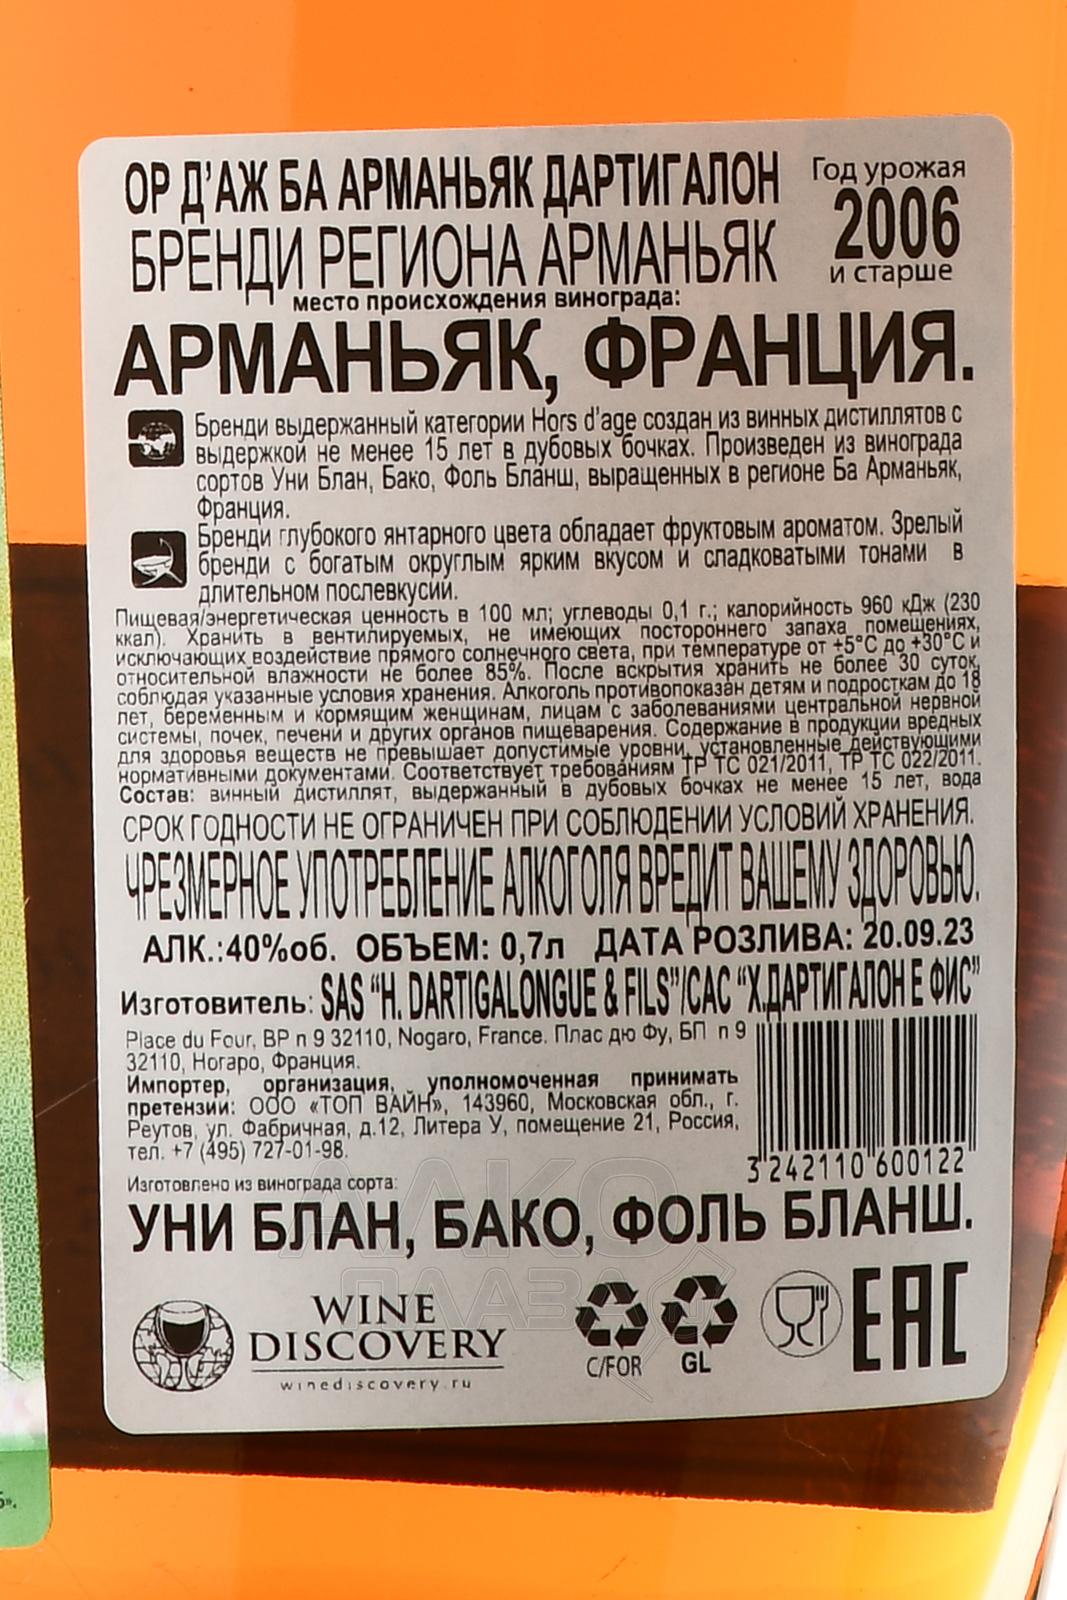 ОР Д'АЖ БА АРМАНЬЯК ДАРТИГАЛОН
БРЕНДИ РЕГИОНА АРМАНЬЯК
Год урожая
2006
и старше
место происхождения винограда:
АРМАНЬЯК, ФРАНЦИЯ.
Бренди выдержанный категории Hors d'age создан из винных дистиллятов с
выдержкой не менее 15 лет в дубовых бочках. Произведен из винограда
сортов Уни Блан, Бако, Фоль Бланш, выращенных в регионе Ба Арманьяк,
Франция.
Бренди глубокого янтарного цвета обладает фруктовым ароматом. Зрелый
бренди с богатым округлым ярким вкусом и сладковатыми тонами в
длительном послевкусии.
Пищевая/энергетическая ценность в 100 мл; углеводы 0,1 г.; калорийность 960 кДж (230
ккал). Хранить в вентилируемых, не имеющих постороннего запаха помещениях,
исключающих воздействие прямого солнечного света, при температуре от +5°С до +30°С и
относительной влажности не более 85%. После вскрытия хранить не более 30 суток,
соблюдая указанные условия хранения. Алкоголь противопоказан детям и подросткам до 18
лет, беременным и кормящим женщинам, лицам с заболеваниями центральной нервной
системы, почек, печени и других органов пищеварения. Содержание в продукции вредных
для здоровья веществ не превышает допустимые уровни, установленные действующими
нормативными документами. Соответствует требованиям ТР ТС 021/2011, ТР ТС 022/2011.
Состав: винный дистиллят, выдержанный в дубовых бочках не менее 15 лет, вода
СРОК ГОДНОСТИ НЕ ОГРАНИЧЕН ПРИ СОБЛЮДЕНИИ УСЛОВИЙ ХРАНЕНИЯ.
ЧРЕЗМЕРНОЕ УПОТРЕБЛЕНИЕ АЛКОГОЛЯ ВРЕДИТ ВАШЕМУ ЗДОРОВЬЮ.
АЛК.:40%об. ОБЪЕМ: 0,7л ДАТА РОЗЛИВА: 20.09.23
Изготовитель: SAS "H. DARTIGALONGUE & FILS"/САС "Х.ДАРТИГАЛОН Е ФИС"
Place du Four, BP n 9 32110, Nogaro, France. Плас дю Фу, БП n 9
32110, Ногаро, Франция.
Импортер, организация, уполномоченная принимать
претензии: ООО «ТОП ВАЙН», 143960, Московская обл., г.
Реутов, ул. Фабричная, д.12, Литера У, помещение 21, Россия,
тел. +7 (495) 727-01-98.
3 242110 600122
Изготовлено из винограда сорта:
УНИ БЛАН, БАКО, ФОЛЬ БЛАНШ.
АЛКО
ПЛАЗА
WINE
DISCOVERY
winediscovery.ru
C/FOR
GL
EAC